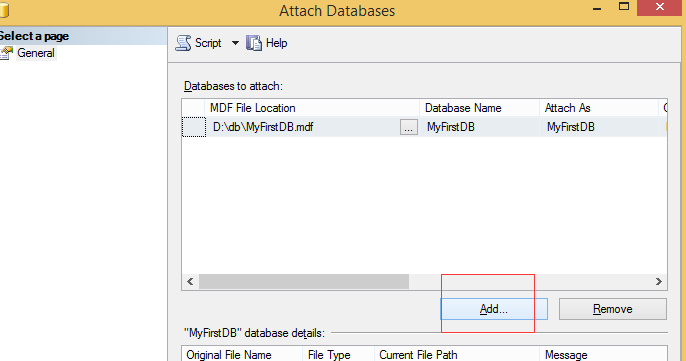 Attach Databases
Select a page
General
Script
Help
Databases to attach:
MDF File Location Database Name Attach As
D:\db\MyFirstDB.mdf ... MyFirstDB MyFirstDB
Add... Remove
"MyFirstDB" database details:
Original File Name File Type Current File Path Message